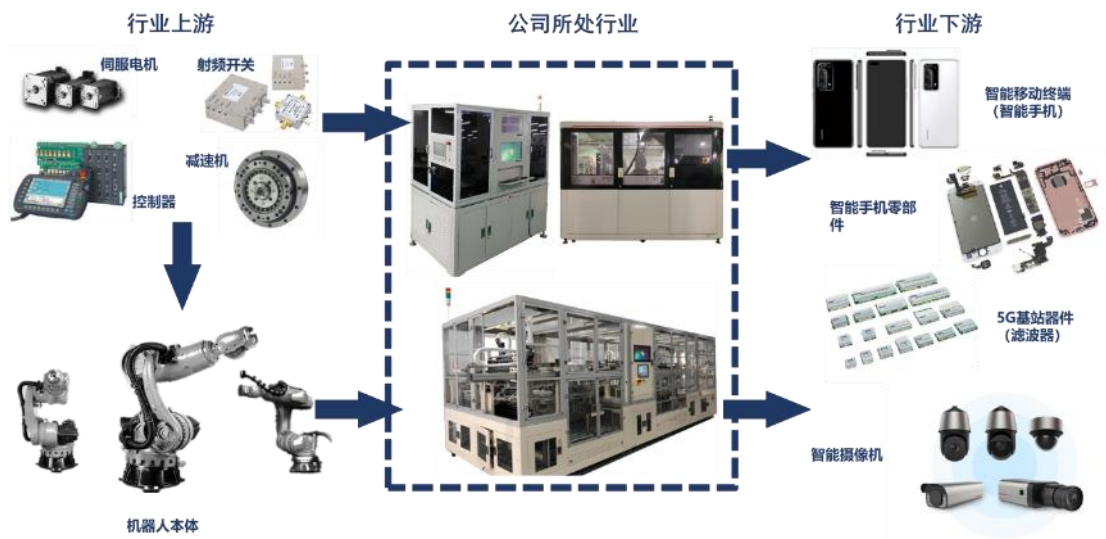 行业上游
公司所处行业
行业下游
伺服电机
射频开关
减速机
控制器
机器人本体
智能移动终端
（智能手机）
智能手机零部
件
5G基站器件
（滤波器）
智能摄像机